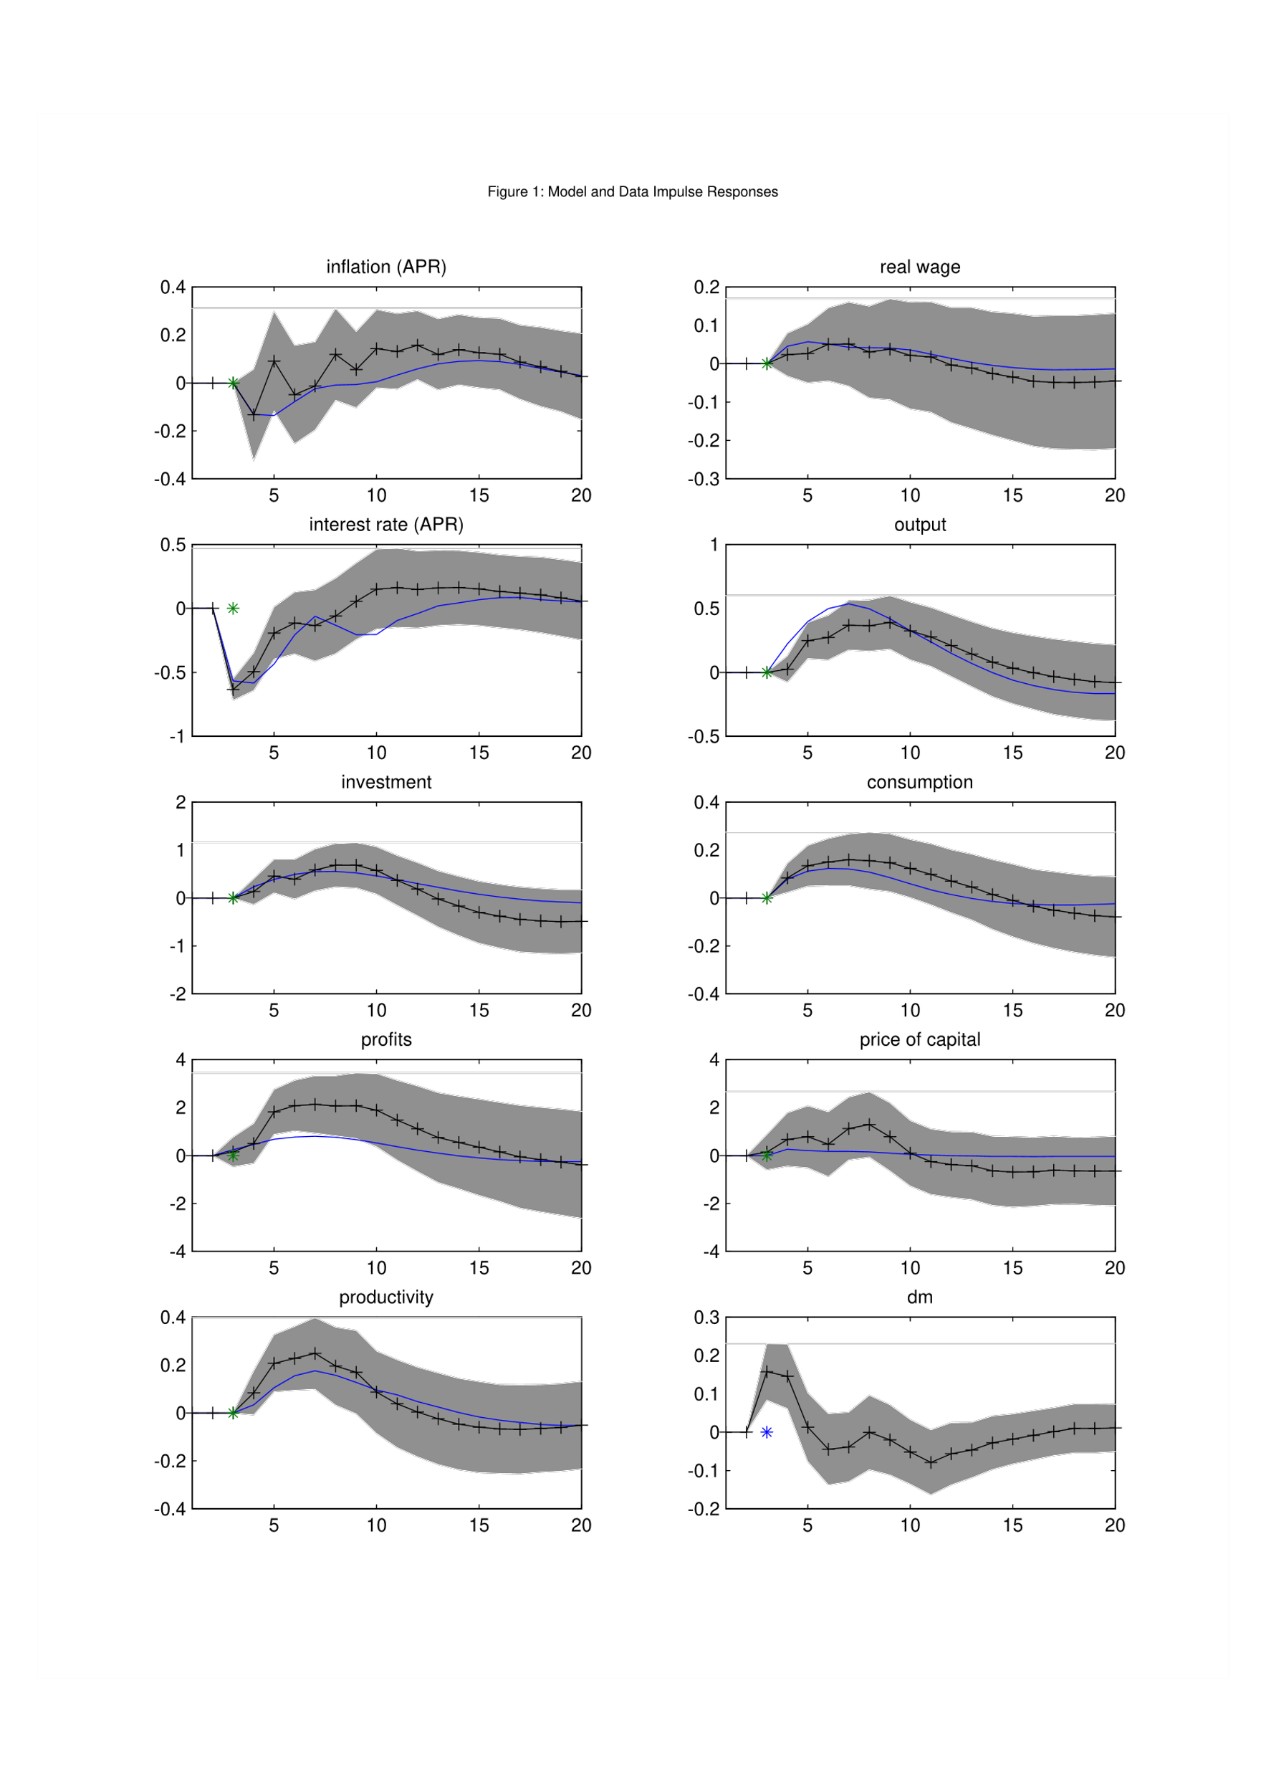 Figure 1: Model and Data Impulse Responses
inflation (APR)
0.4
0.2
0
-0.2
-0.4
5 10 15 20
real wage
0.2
0.1
0
-0.1
-0.2
-0.3
5 10 15 20
interest rate (APR)
0.5
0
-0.5
-1
5 10 15 20
output
1
0.5
0
-0.5
5 10 15 20
investment
2
1
0
-1
-2
5 10 15 20
consumption
0.4
0.2
0
-0.2
-0.4
5 10 15 20
profits
4
2
0
-2
-4
5 10 15 20
price of capital
4
2
0
-2
-4
5 10 15 20
productivity
0.4
0.2
0
-0.2
-0.4
5 10 15 20
dm
0.3
0.2
0.1
0
-0.1
-0.2
5 10 15 20